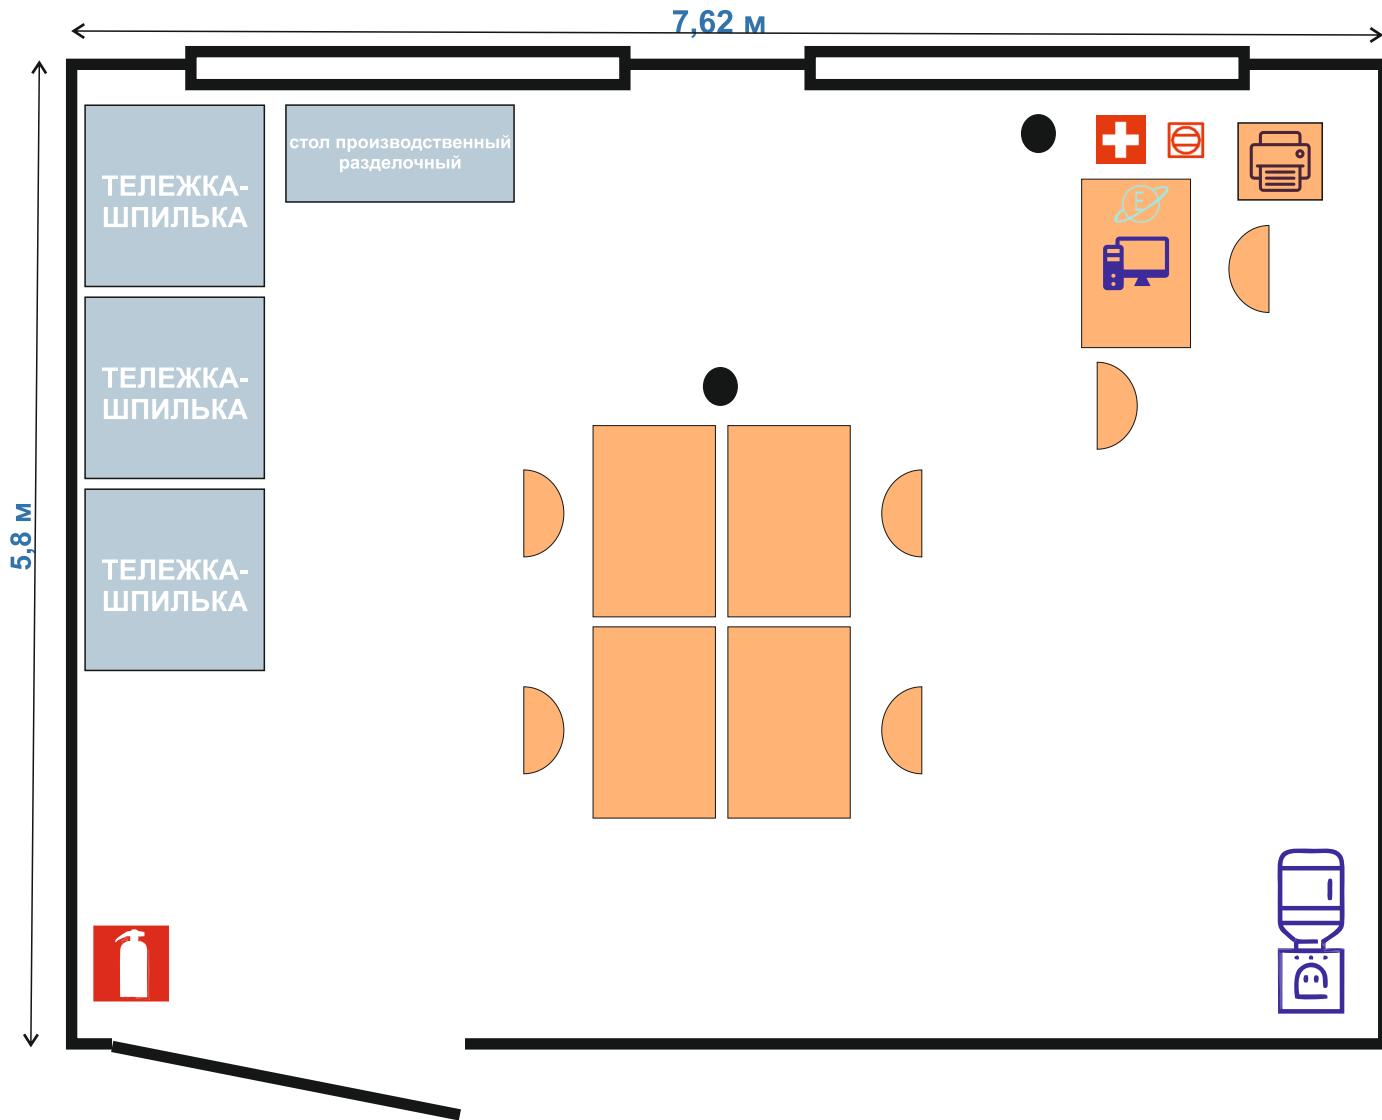 7,62 м
5,8 м
ТЕЛЕЖКА-
ШПИЛЬКА
стол производственный
разделочный
Е
ТЕЛЕЖКА-
ШПИЛЬКА
ТЕЛЕЖКА-
ШПИЛЬКА